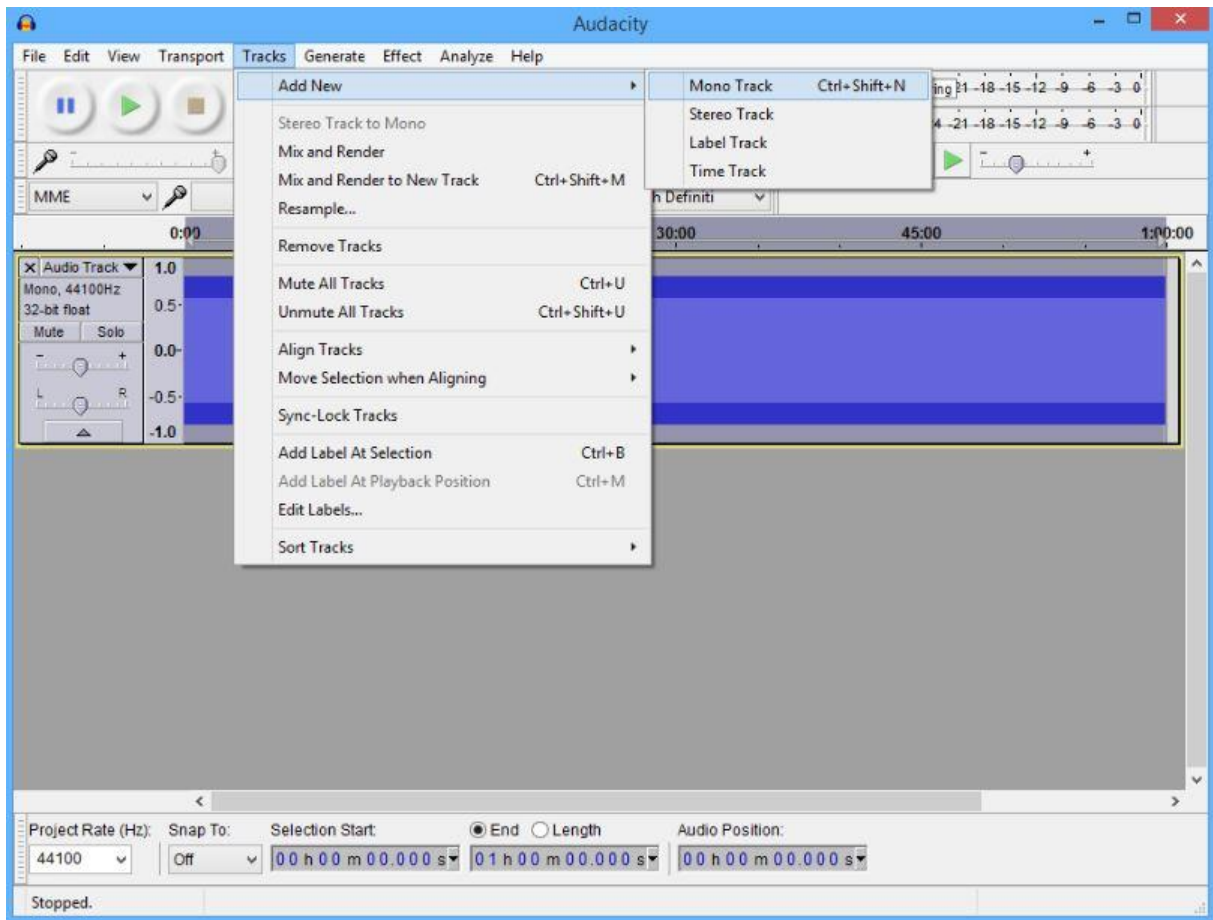 Audacity
File Edit View Transport Tracks Generate Effect Analyze Help
Add New
Mono Track Ctrl+Shift+N
Stereo Track
Label Track
Time Track
-18 -15 -12 -9 -6 -3 0
-21 -18 -15 -12 -9 -6 -3 0
Stereo Track to Mono
Mix and Render
Mix and Render to New Track Ctrl+Shift+M
Resample...
Remove Tracks
Mute All Tracks Ctrl+U
Unmute All Tracks Ctrl+Shift+U
Align Tracks
Move Selection when Aligning
Sync-Lock Tracks
Add Label At Selection Ctrl+B
Add Label At Playback Position Ctrl+M
Edit Labels...
Sort Tracks
- +
- +
MME
h Definiti
0:00 30:00 45:00 1:00:00
X Audio Track 1.0
Mono, 44100Hz
32-bit float 0.5
Mute Solo
- + 0.0
L R -0.5
-1.0
Project Rate (Hz): Snap To: Selection Start: End Length Audio Position:
44100 Off 00 h 00 m 00.000 s 01 h 00 m 00.000 s 00 h 00 m 00.000 s
Stopped.